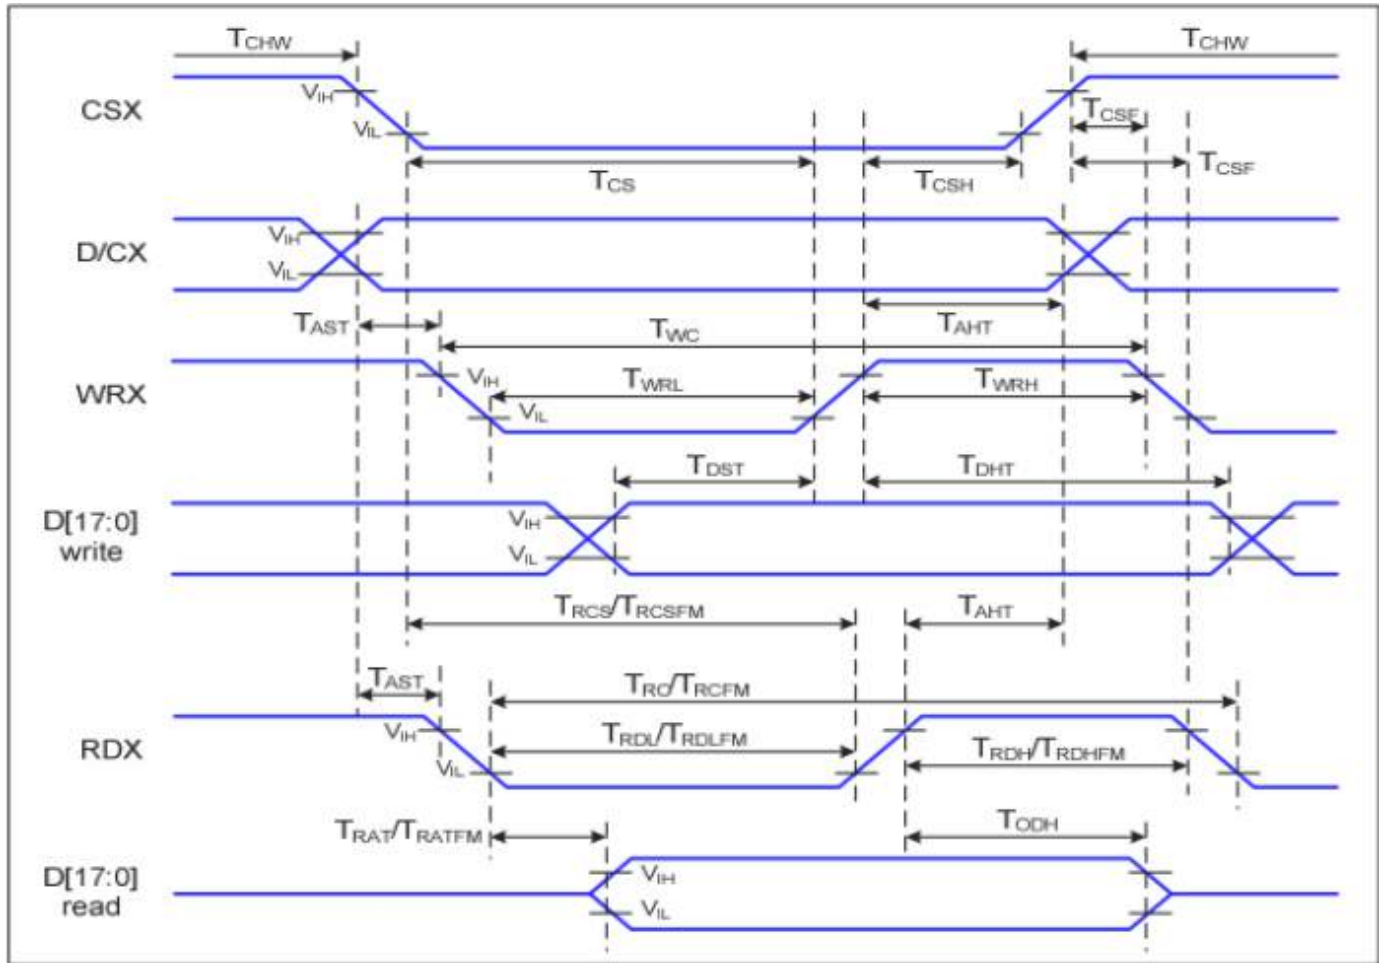 TCHW TCHW
CSX VIH TCSF
VIL TCSF
TCS TCSH
D/CX VIH
VIL
TAST TWC TAHT
WRX VIH TWRL TWRH
VIL
TDST TDHT
D[17:0] VIH
write VIL
TRCS/TRCSFM TAHT
TAST TRC/TRCFM
RDX VIH TRDL/TRDLFM TRDH/TRDHFM
VIL
TRAT/TRATFM TODH
D[17:0] VIH
read VIL